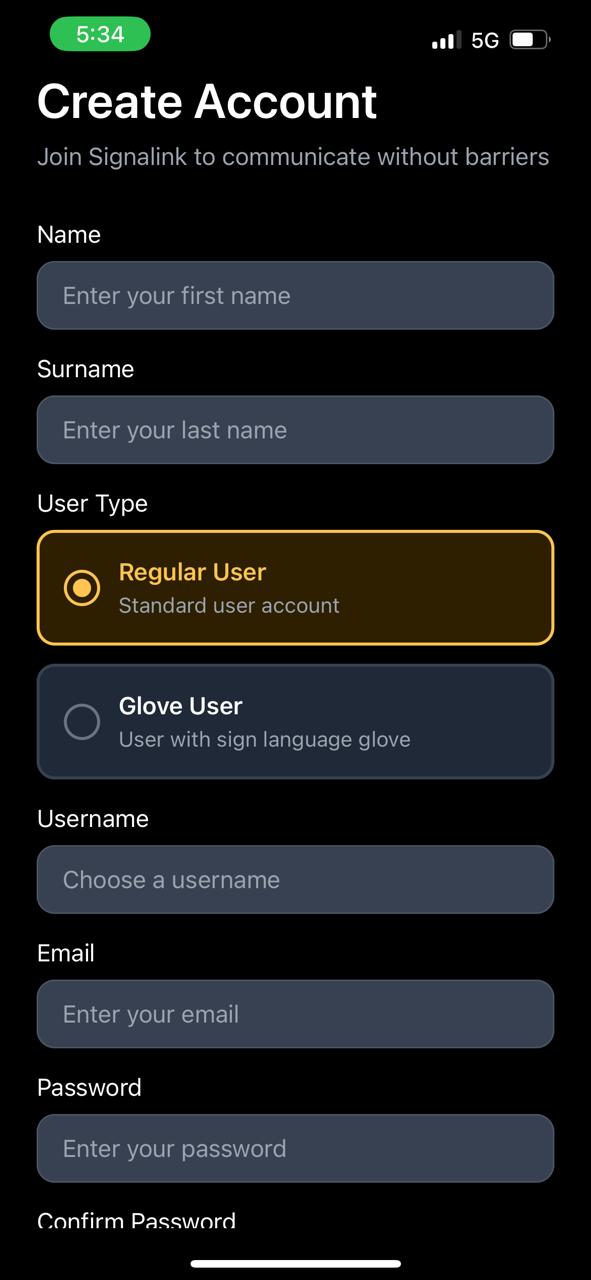 5:34
5G
Create Account
Join Signalink to communicate without barriers
Name
Enter your first name
Surname
Enter your last name
User Type
Regular User
Standard user account
Glove User
User with sign language glove
Username
Choose a username
Email
Enter your email
Password
Enter your password
Confirm Password